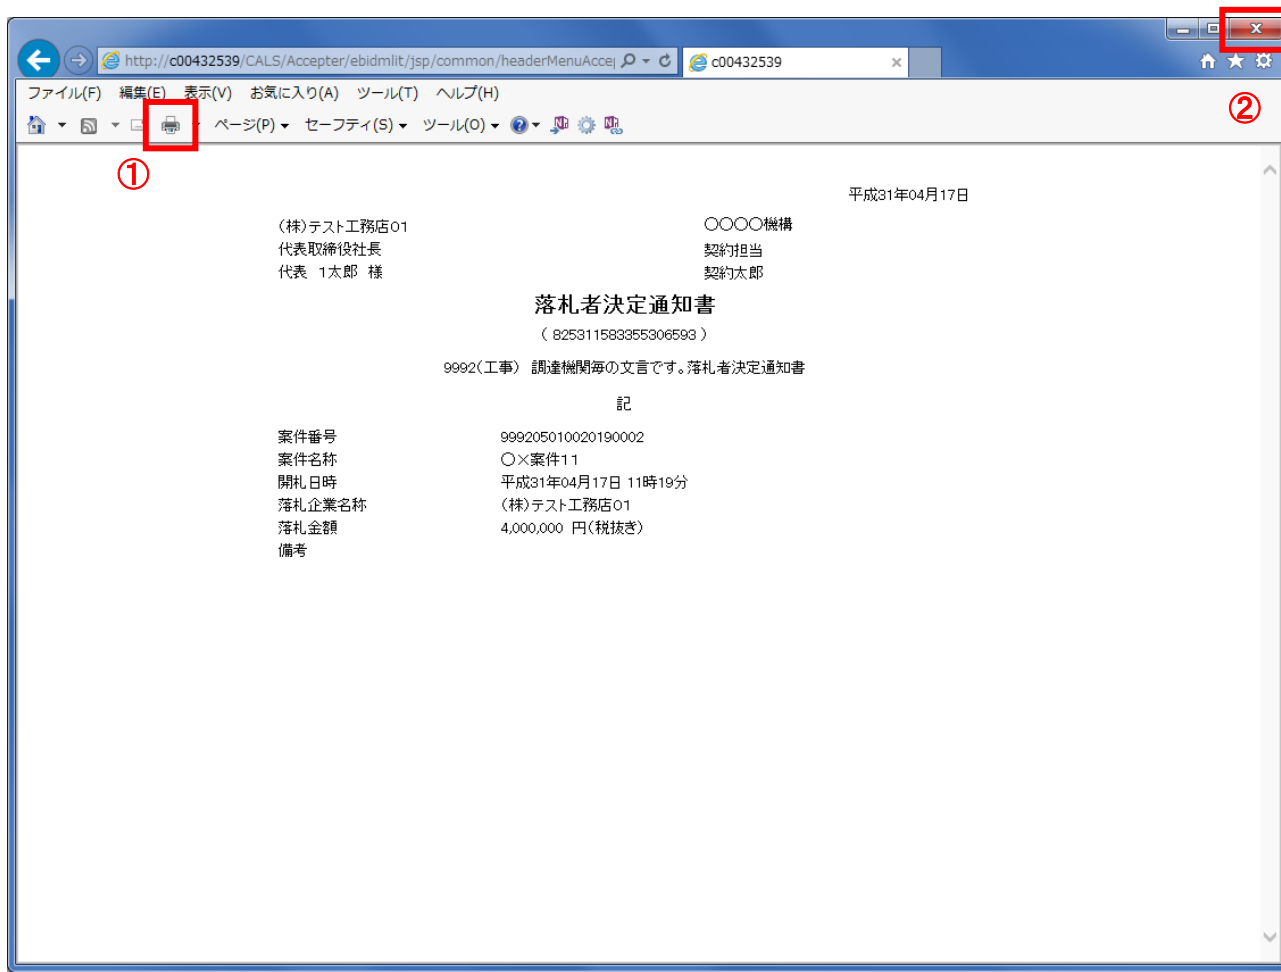 http://c00432539/CALS/Accepter/ebidmlit/jsp/common/headerMenuAccep
c00432539
ファイル(F) 編集(E) 表示(V) お気に入り(A) ツール(T) ヘルプ(H)
②
ページ(P) セーフティ(S) ツール(O)
①
平成31年04月17日
(株)テスト工務店01 〇〇〇〇機構
代表取締役社長 契約担当
代表 1太郎 様 契約太郎
落札者決定通知書
( 825311583355306593 )
9992(工事) 調達機関毎の文言です。落札者決定通知書
記
案件番号 999205010020190002
案件名称 〇×案件11
開札日時 平成31年04月17日 11時19分
落札企業名称 (株)テスト工務店01
落札金額 4,000,000 円(税抜き)
備考